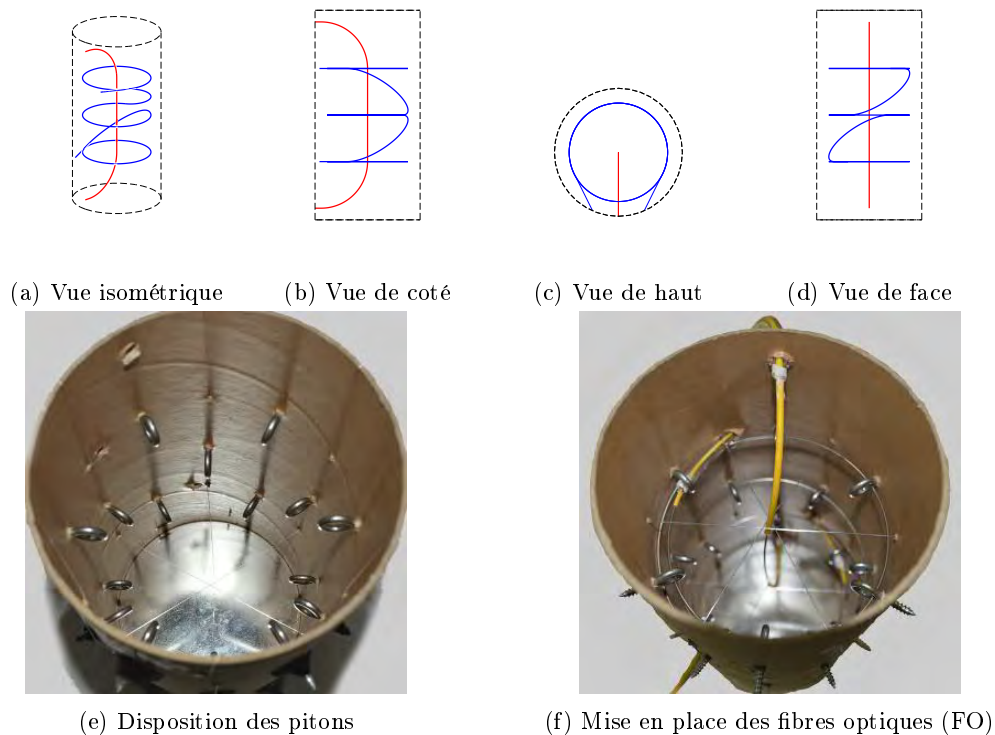 (a) Vue isométrique (b) Vue de coté (c) Vue de haut (d) Vue de face
(e) Disposition des pitons (f) Mise en place des fibres optiques (FO)